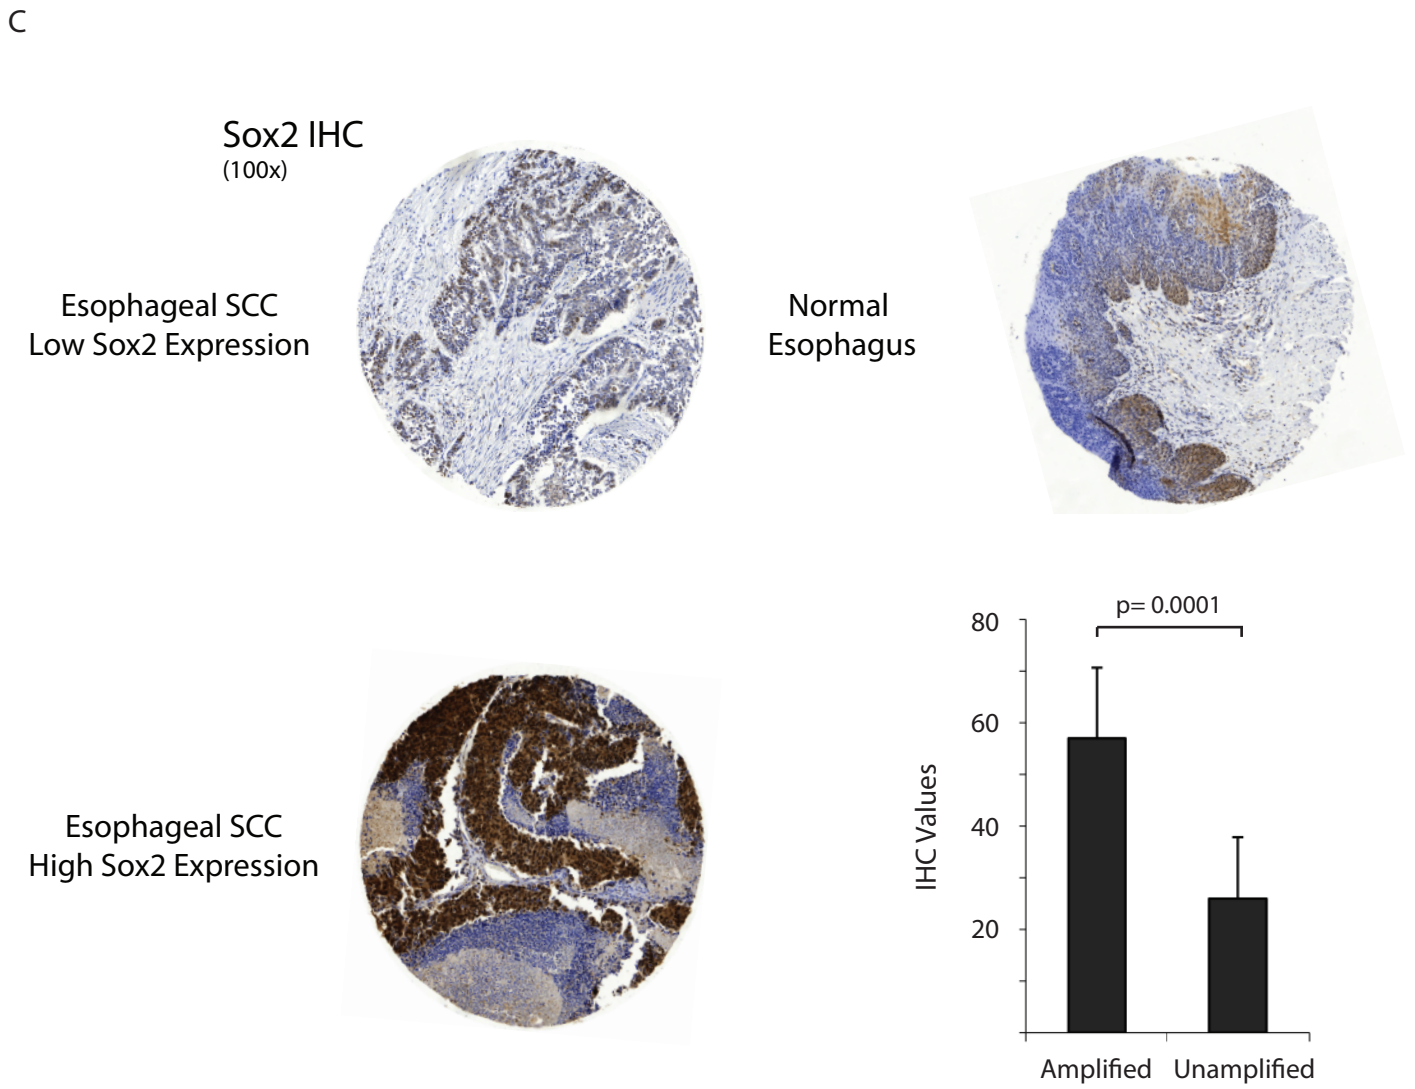 C
Sox2 IHC
(100x)
Esophageal SCC
Low Sox2 Expression
Normal
Esophagus
Esophageal SCC
High Sox2 Expression
p= 0.0001
80
60
40
20
IHC Values
Amplified
Unamplified